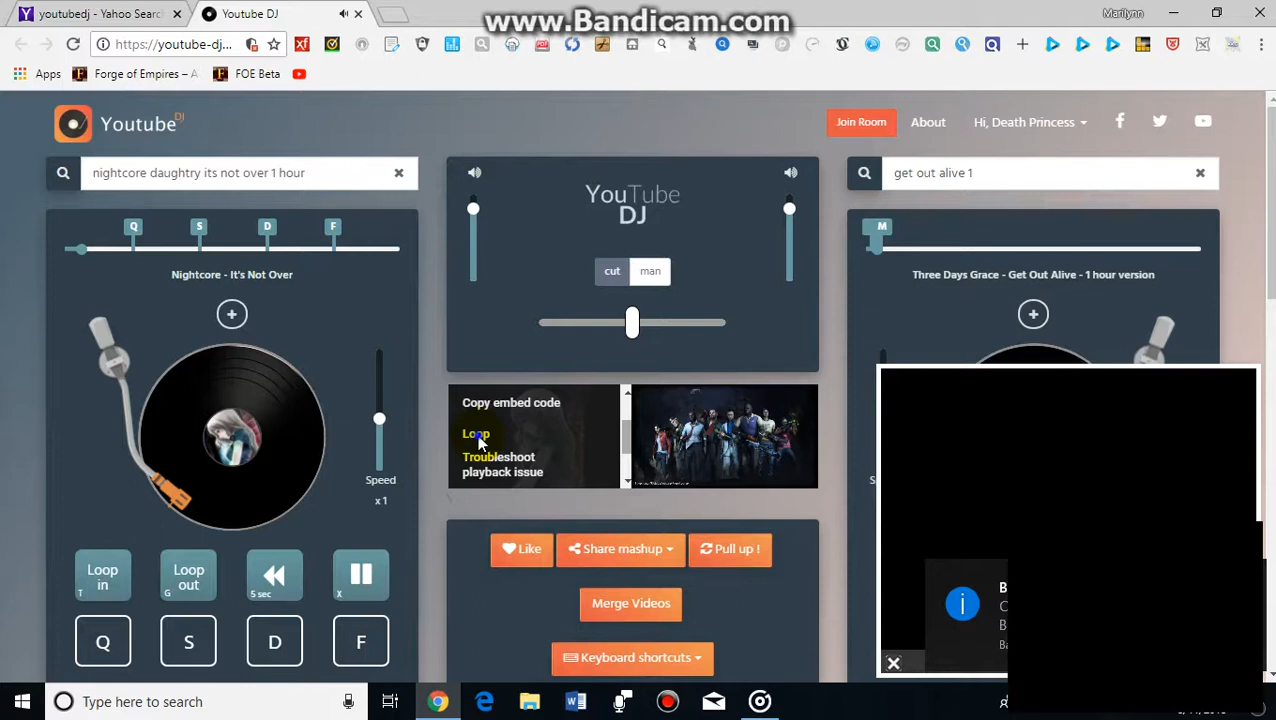 www.Bandicam.com
youtubedj - Yahoo Search
Youtube DJ
Marilynn
https://youtube-dj...
Apps
Forge of Empires – A
FOE Beta
Youtube DJ
Join Room
About
Hi, Death Princess
nightcore daughtry its not over 1 hour
get out alive 1
YouTube
DJ
Q
S
D
F
M
Nightcore - It's Not Over
cut
man
Three Days Grace - Get Out Alive - 1 hour version
Copy embed code
Loop
Troubleshoot
playback issue
Speed
x 1
Like
Share mashup
Pull up !
Loop
in
T
Loop
out
G
5 sec
X
Merge Videos
Q
S
D
F
Keyboard shortcuts
Type here to search